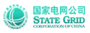 国家电网公司
STATE GRID
CORPORATION OF CHINA